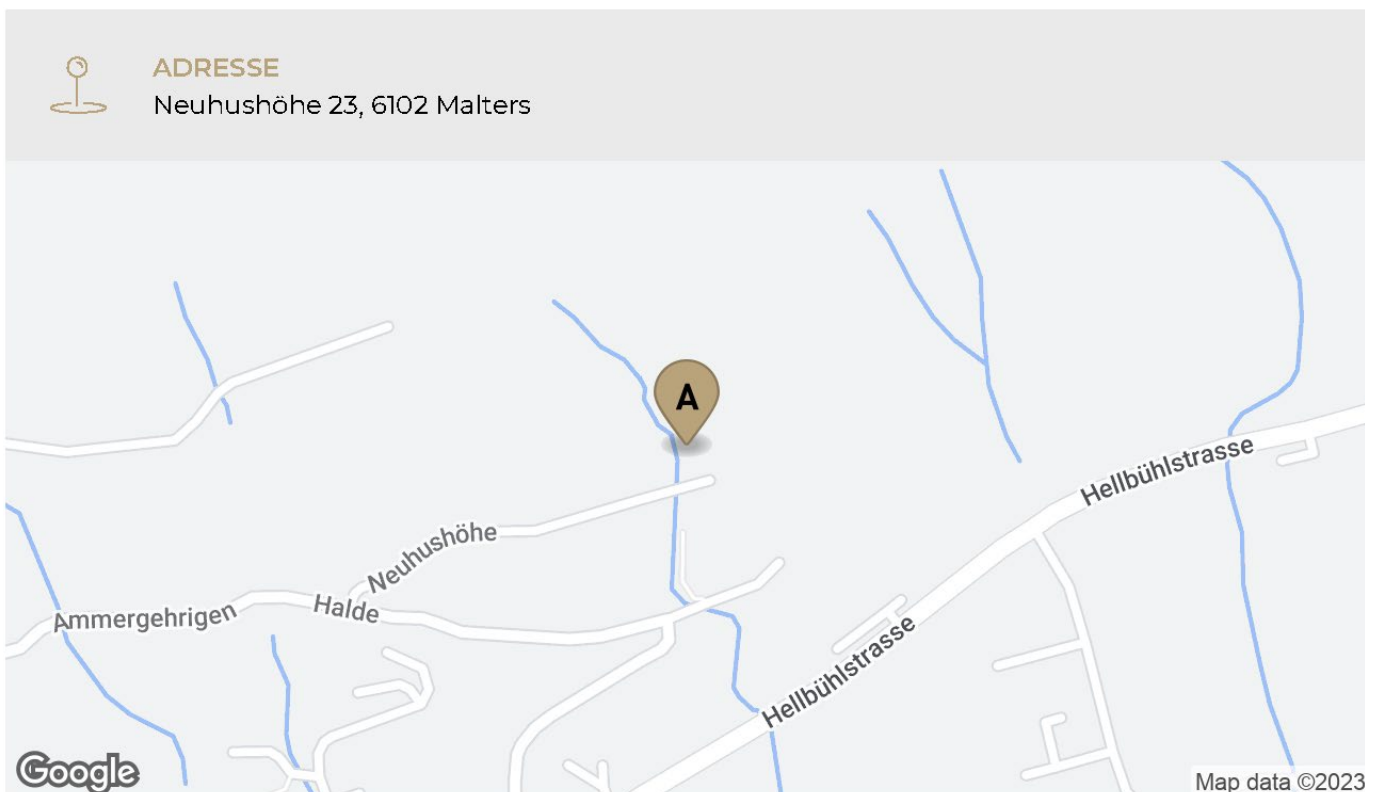 ADRESSE
Neuhushöhe 23, 6102 Malters
A
Hellbühlstrasse
Neuhushöhe
Ammergehrigen
Halde
Hellbühlstrasse
Google
Map data ©2023